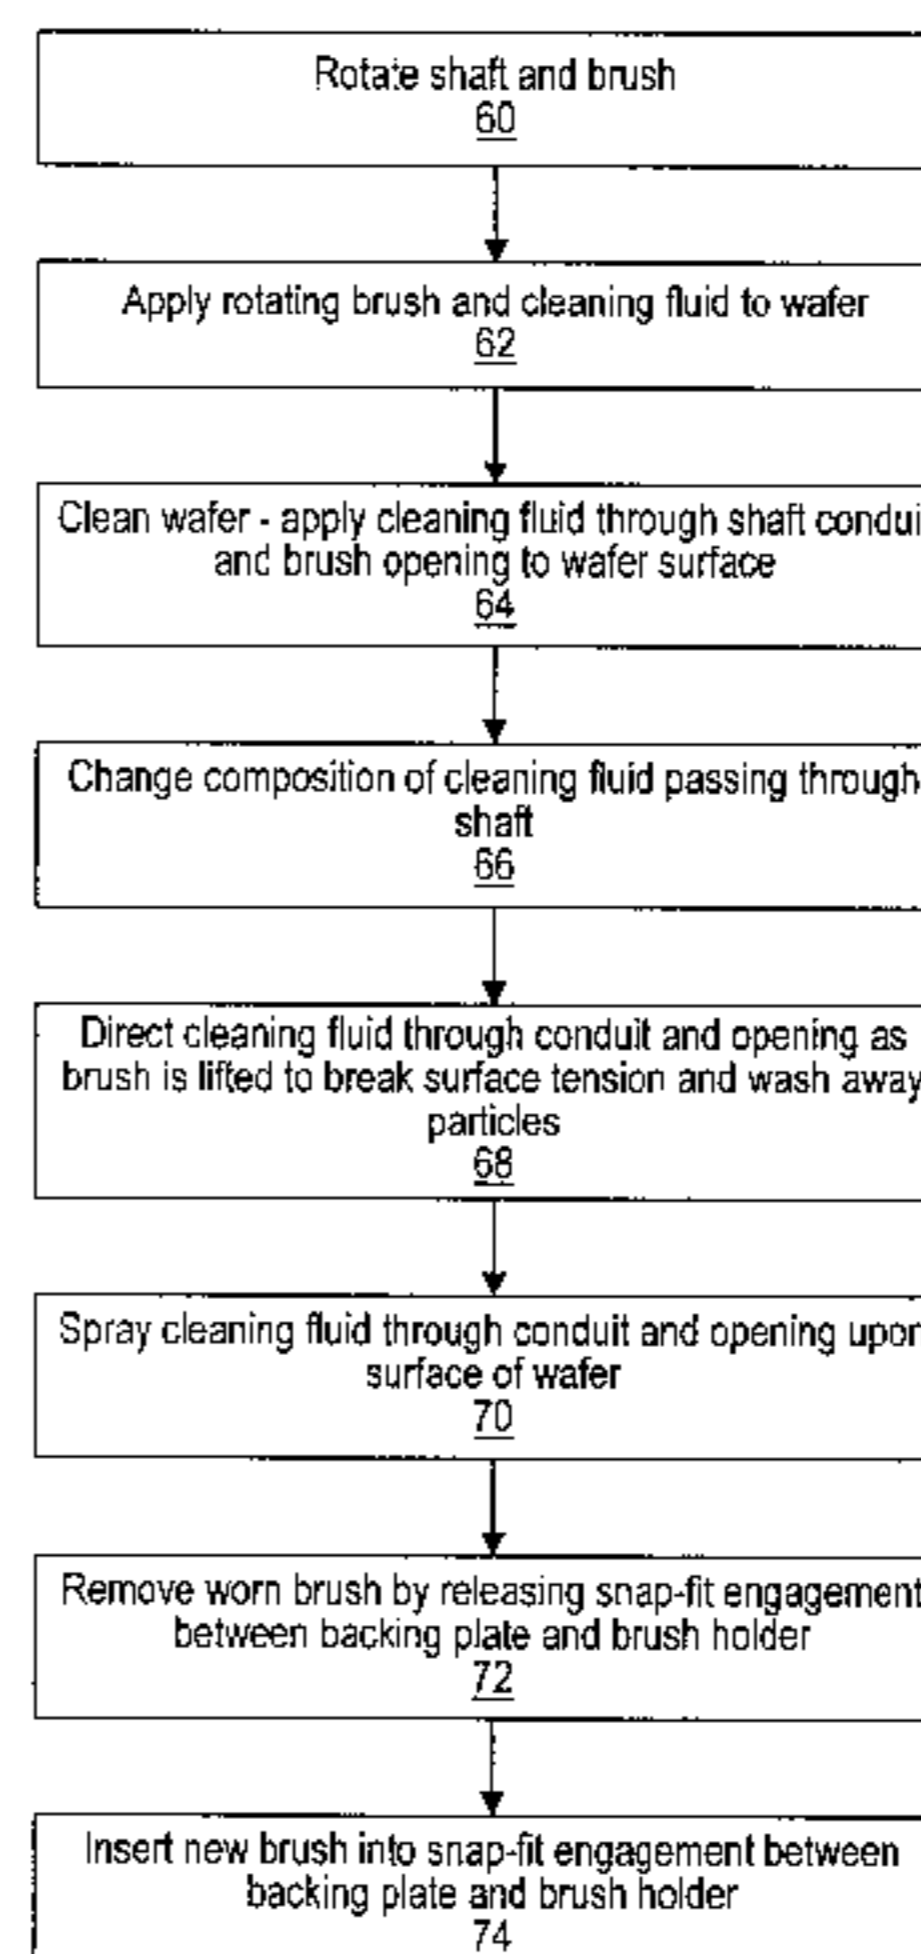 Rotate shaft and brush
60
Apply rotating brush and cleaning fluid to wafer
62
Clean wafer - apply cleaning fluid through shaft condui
and brush opening to wafer surface
64
Change composition of cleaning fluid passing through
shaft
66
Direct cleaning fluid through conduit and opening as
brush is lifted to break surface tension and wash away
particles
68
Spray cleaning fluid through conduit and opening upon
surface of wafer
70
Remove worn brush by releasing snap-fit engagement
between backing plate and brush holder
72
Insert new brush into snap-fit engagement between
backing plate and brush holder
74